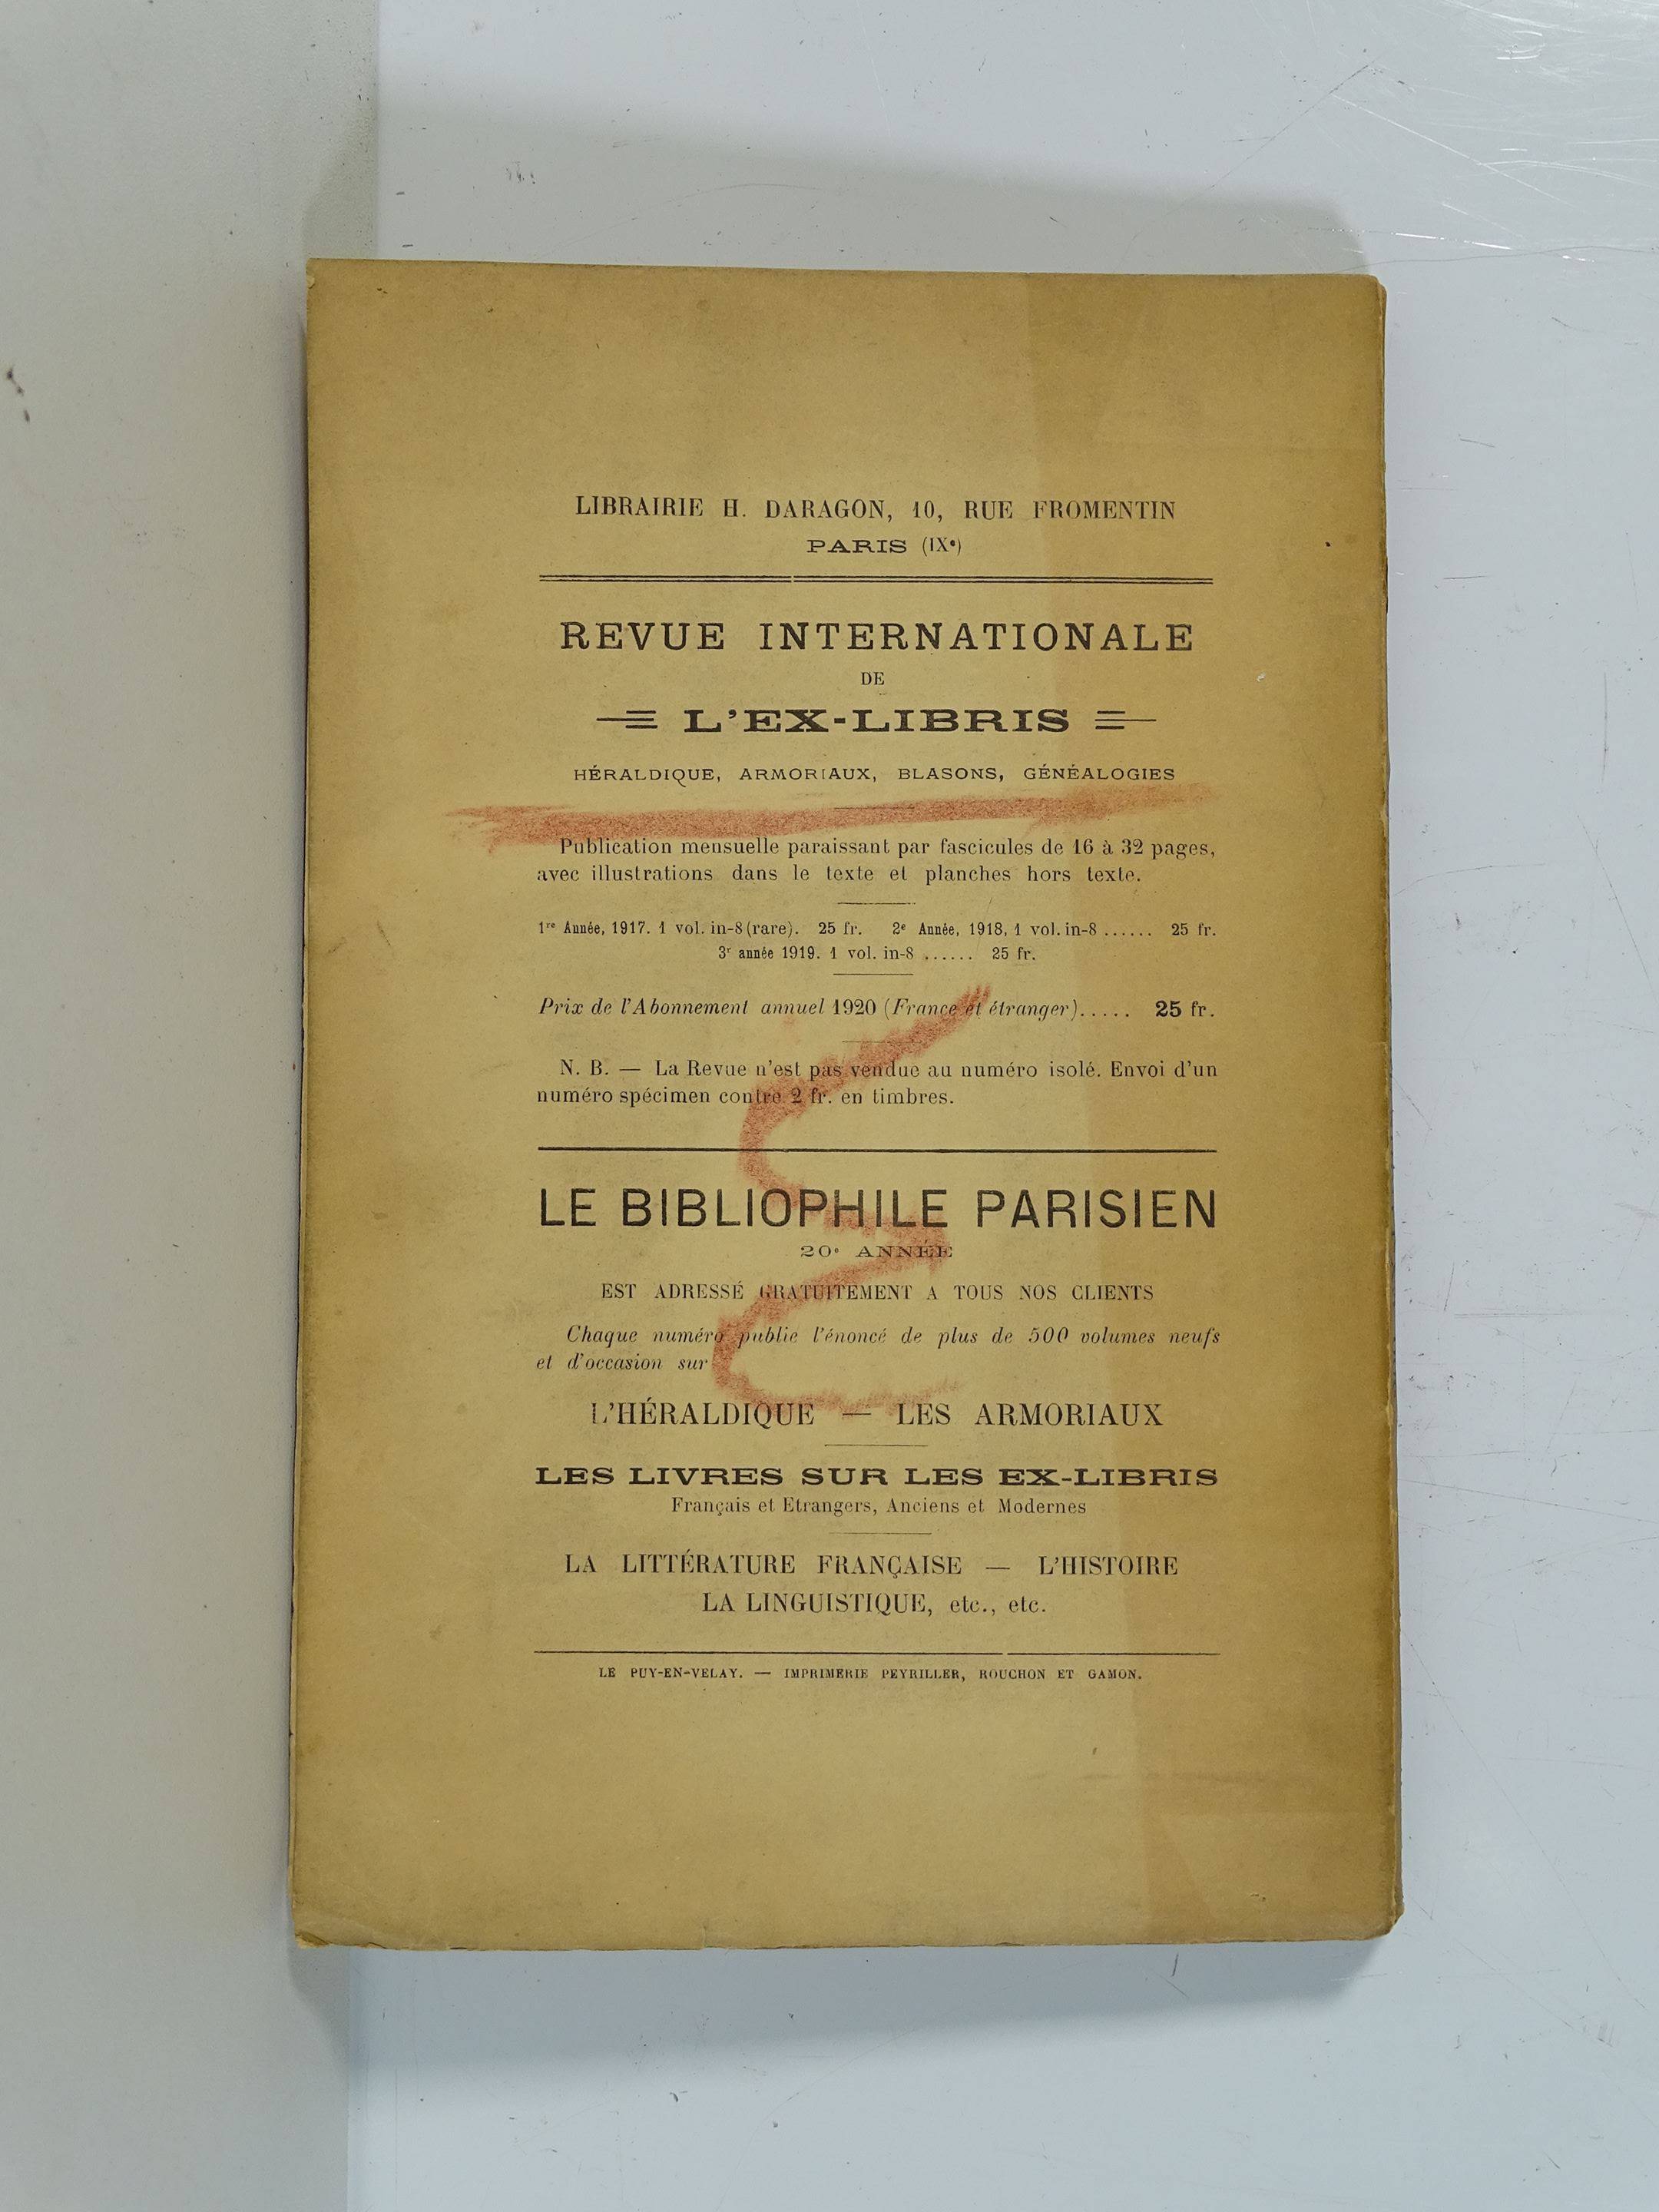 LIBRAIRIE H. DARAGON, 10, RUE FROMENTIN
PARIS (IXe)
REVUE INTERNATIONALE
DE
L'EX-LIBRIS
HÉRALDIQUE, ARMORIAUX, BLASONS, GÉNÉALOGIES
Publication mensuelle paraissant par fascicules de 16 à 32 pages,
avec illustrations dans le texte et planches hors texte.
1re Année, 1917. 1 vol. in-8 (rare). 25 fr. 2e Année, 1918, 1 vol. in-8 ...... 25 fr.
3e année 1919. 1 vol. in-8 ...... 25 fr.
Prix de l'Abonnement annuel 1920 (France et étranger)..... 25 fr.
N. B. — La Revue n'est pas vendue au numéro isolé. Envoi d'un
numéro spécimen contre 2 fr. en timbres.
LE BIBLIOPHILE PARISIEN
20e ANNÉE
EST ADRESSÉ GRATUITEMENT A TOUS NOS CLIENTS
Chaque numéro publie l'énoncé de plus de 500 volumes neufs
et d'occasion sur
L'HÉRALDIQUE — LES ARMORIAUX
LES LIVRES SUR LES EX-LIBRIS
Français et Etrangers, Anciens et Modernes
LA LITTÉRATURE FRANÇAISE — L'HISTOIRE
LA LINGUISTIQUE, etc., etc.
LE PUY-EN-VELAY. — IMPRIMERIE PEYRILLER, ROUCHON ET GAMON.